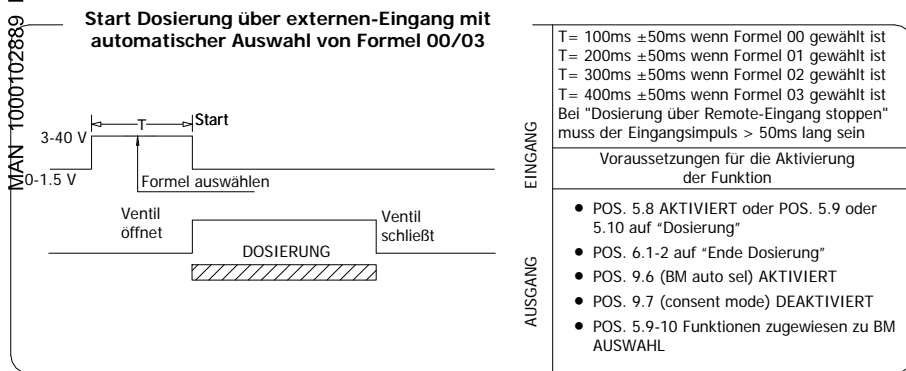 MAN 1000102889
Start Dosierung über externen-Eingang mit
automatischer Auswahl von Formel 00/03
T
Start
3-40 V
0-1.5 V
Formel auswählen
Ventil
öffnet
Ventil
schließt
DOSIERUNG
EINGANG
AUSGANG
T= 100ms ±50ms wenn Formel 00 gewählt ist
T= 200ms ±50ms wenn Formel 01 gewählt ist
T= 300ms ±50ms wenn Formel 02 gewählt ist
T= 400ms ±50ms wenn Formel 03 gewählt ist
Bei "Dosierung über Remote-Eingang stoppen"
muss der Eingangsimpuls > 50ms lang sein
Voraussetzungen für die Aktivierung
der Funktion
● POS. 5.8 AKTIVIERT oder POS. 5.9 oder
5.10 auf “Dosierung”
● POS. 6.1-2 auf “Ende Dosierung”
● POS. 9.6 (BM auto sel) AKTIVIERT
● POS. 9.7 (consent mode) DEAKTIVIERT
● POS. 5.9-10 Funktionen zugewiesen zu BM
AUSWAHL